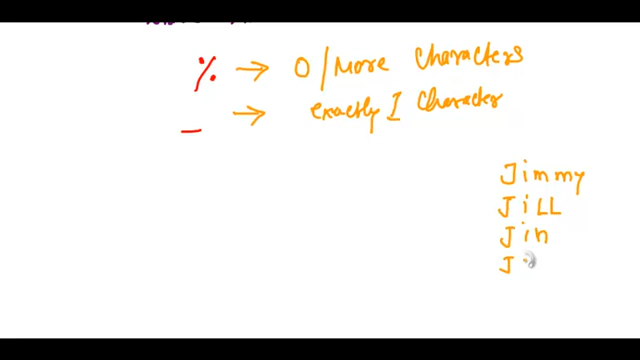 % → 0/More Characters
_ → exactly 1 Character
Jimmy
JiLL
Jin
J